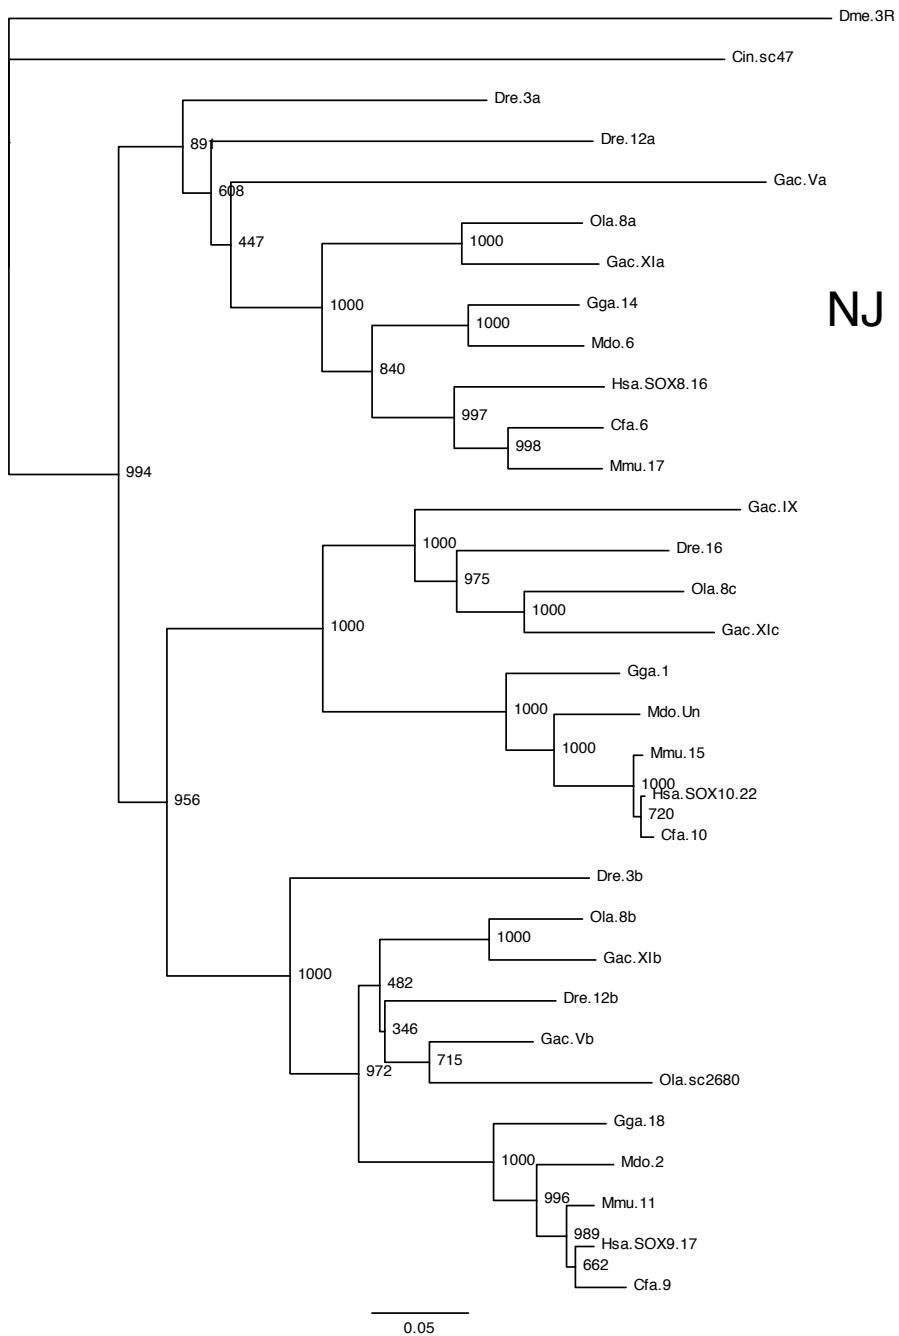 Dme.3R
Cin.sc47
Dre.3a
Dre.12a
891
Gac.Va
608
Ola.8a
447
1000
Gac.XIa
Gga.14
1000
NJ
1000
Mdo.6
840
Hsa.SOX8.16
997
Cfa.6
998
Mmu.17
994
Gac.IX
1000
Dre.16
975
Ola.8c
1000
1000
Gac.XIc
Gga.1
1000
Mdo.Un
1000
Mmu.15
1000
Hsa.SOX10.22
956
720
Cfa.10
Dre.3b
Ola.8b
1000
Gac.XIb
1000
482
Dre.12b
346
Gac.Vb
715
972
Ola.sc2680
Gga.18
1000
Mdo.2
996
Mmu.11
989
Hsa.SOX9.17
662
Cfa.9
0.05